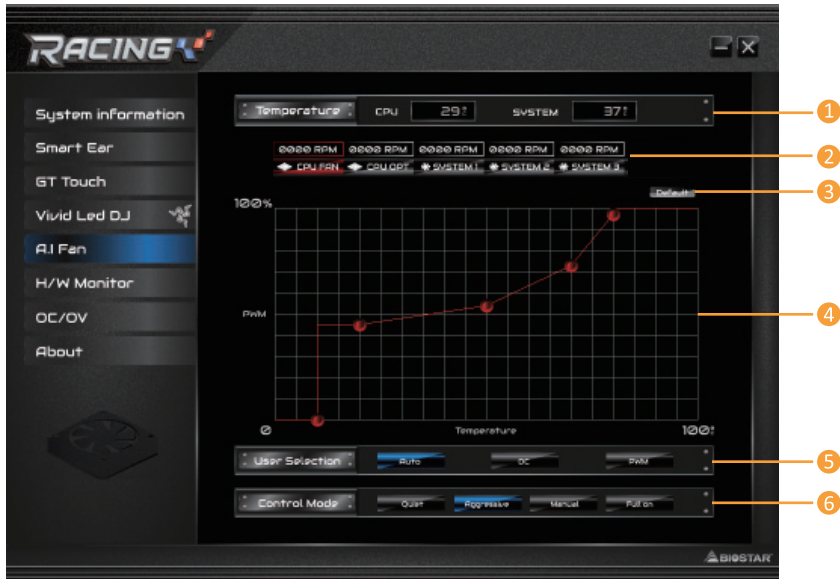 RACING
System information
Smart Ear
GT Touch
Vivid Led DJ
A.I Fan
H/W Monitor
OC/OV
About
Temperature CPU 29° SYSTEM 37°
0000 RPM 0000 RPM 0000 RPM 0000 RPM 0000 RPM
CPU FAN CPU OPT SYSTEM 1 SYSTEM 2 SYSTEM 3
Default
100%
PWM
0 Temperature 100°
User Selection Auto DC PWM
Control Mode Quiet Aggressive Manual Full on
BIOSTAR
1
2
3
4
5
6